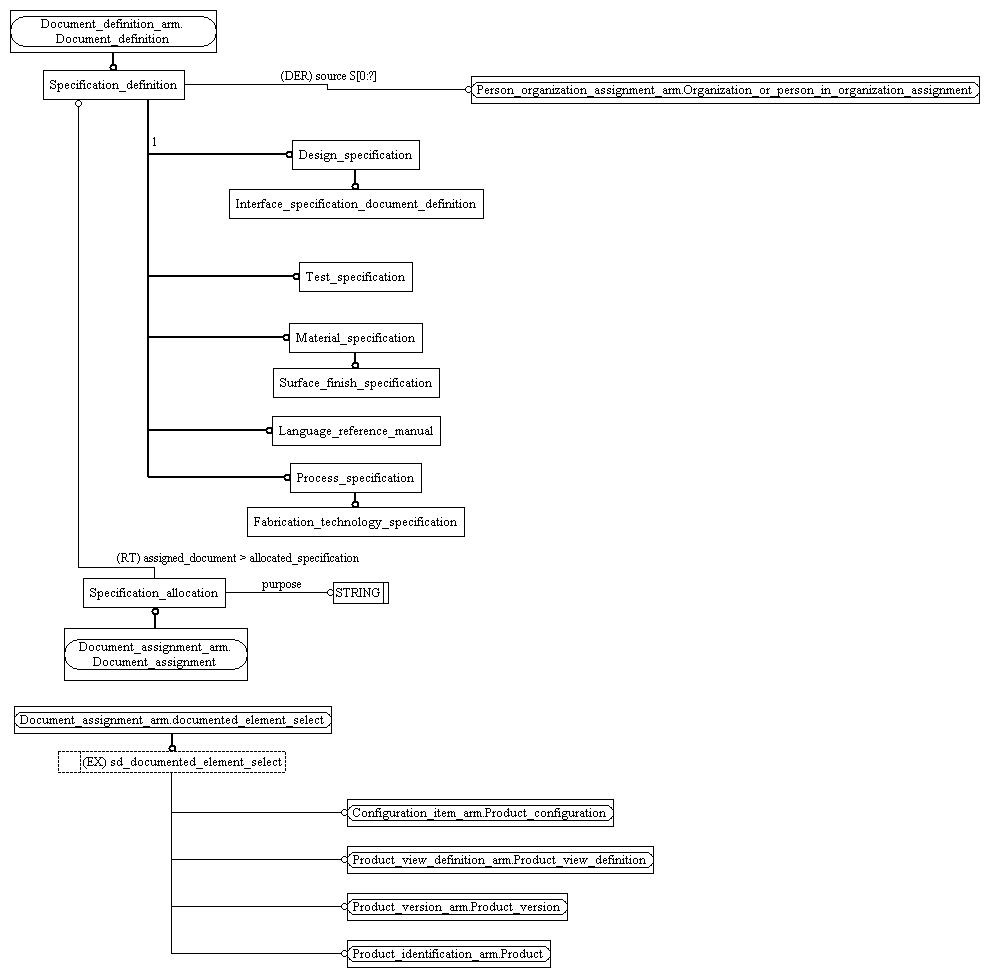 Document_definition_arm.
Document_definition
Specification_definition
(DER) source S[0:?]
Person_organization_assignment_arm.Organization_or_person_in_organization_assignment
1
Design_specification
Interface_specification_document_definition
Test_specification
Material_specification
Surface_finish_specification
Language_reference_manual
Process_specification
Fabrication_technology_specification
(RT) assigned_document > allocated_specification
Specification_allocation
purpose
STRING
Document_assignment_arm.
Document_assignment
Document_assignment_arm.documented_element_select
(EX) sd_documented_element_select
Configuration_item_arm.Product_configuration
Product_view_definition_arm.Product_view_definition
Product_version_arm.Product_version
Product_identification_arm.Product